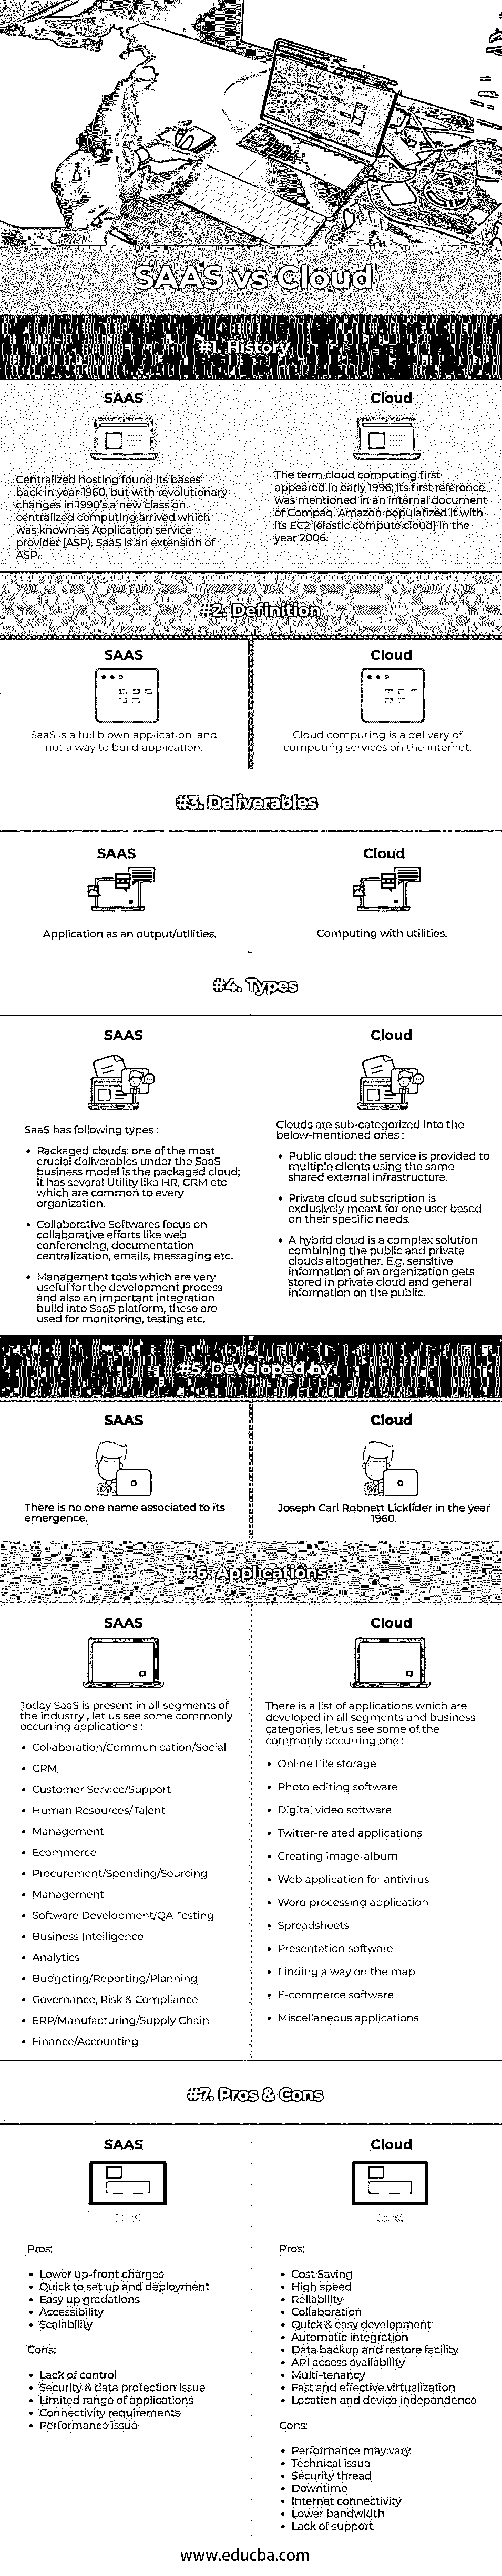 SAAS vs Cloud
#1. History
SAAS
Centralized hosting found its bases
back in year 1960, but with revolutionary
changes in 1990's a new class on
centralized computing arrived which
was known as Application service
provider (ASP). SaaS is an extension of
ASP.
Cloud
The term cloud computing first
appeared in early 1996; its first reference
was mentioned in an internal document
of Compaq. Amazon popularized it with
its EC2 (elastic compute cloud) in the
year 2006.
#2. Definition
SAAS
SaaS is a full blown application, and
not a way to build application.
Cloud
Cloud computing is a delivery of
computing services on the internet.
#3. Deliverables
SAAS
Application as an output/utilities.
Cloud
Computing with utilities.
#4. Types
SAAS
SaaS has following types :
• Packaged clouds: one of the most
crucial deliverables under the SaaS
business model is the packaged cloud;
it has several Utility like HR, CRM etc
which are common to every
organization.
• Collaborative Softwares focus on
collaborative efforts like web
conferencing, documentation
centralization, emails, messaging etc.
• Management tools which are very
useful for the development process
and also an important integration
build into SaaS platform, these are
used for monitoring, testing etc.
Cloud
Clouds are sub-categorized into the
below-mentioned ones :
• Public cloud: the service is provided to
multiple clients using the same
shared external infrastructure.
• Private cloud subscription is
exclusively meant for one user based
on their specific needs.
• A hybrid cloud is a complex solution
combining the public and private
clouds altogether. E.g. sensitive
information of an organization gets
stored in private cloud and general
information on the public.
#5. Developed by
SAAS
There is no one name associated to its
emergence.
Cloud
Joseph Carl Robnett Licklider in the year
1960.
#6. Applications
SAAS
Today SaaS is present in all segments of
the industry , let us see some commonly
occurring applications :
• Collaboration/Communication/Social
• CRM
• Customer Service/Support
• Human Resources/Talent
• Management
• Ecommerce
• Procurement/Spending/Sourcing
• Management
• Software Development/QA Testing
• Business Intelligence
• Analytics
• Budgeting/Reporting/Planning
• Governance, Risk & Compliance
• ERP/Manufacturing/Supply Chain
• Finance/Accounting
Cloud
There is a list of applications which are
developed in all segments and business
categories, let us see some of the
commonly occurring one :
• Online File storage
• Photo editing software
• Digital video software
• Twitter-related applications
• Creating image-album
• Web application for antivirus
• Word processing application
• Spreadsheets
• Presentation software
• Finding a way on the map
• E-commerce software
• Miscellaneous applications
#7. Pros & Cons
SAAS
Pros:
• Lower up-front charges
• Quick to set up and deployment
• Easy up gradations
• Accessibility
• Scalability
Cons:
• Lack of control
• Security & data protection issue
• Limited range of applications
• Connectivity requirements
• Performance issue
Cloud
Pros:
• Cost Saving
• High speed
• Reliability
• Collaboration
• Quick & easy development
• Automatic integration
• Data backup and restore facility
• API access availability
• Multi-tenancy
• Fast and effective virtualization
• Location and device independence
Cons:
• Performance may vary
• Technical issue
• Security thread
• Downtime
• Internet connectivity
• Lower bandwidth
• Lack of support
www.educba.com